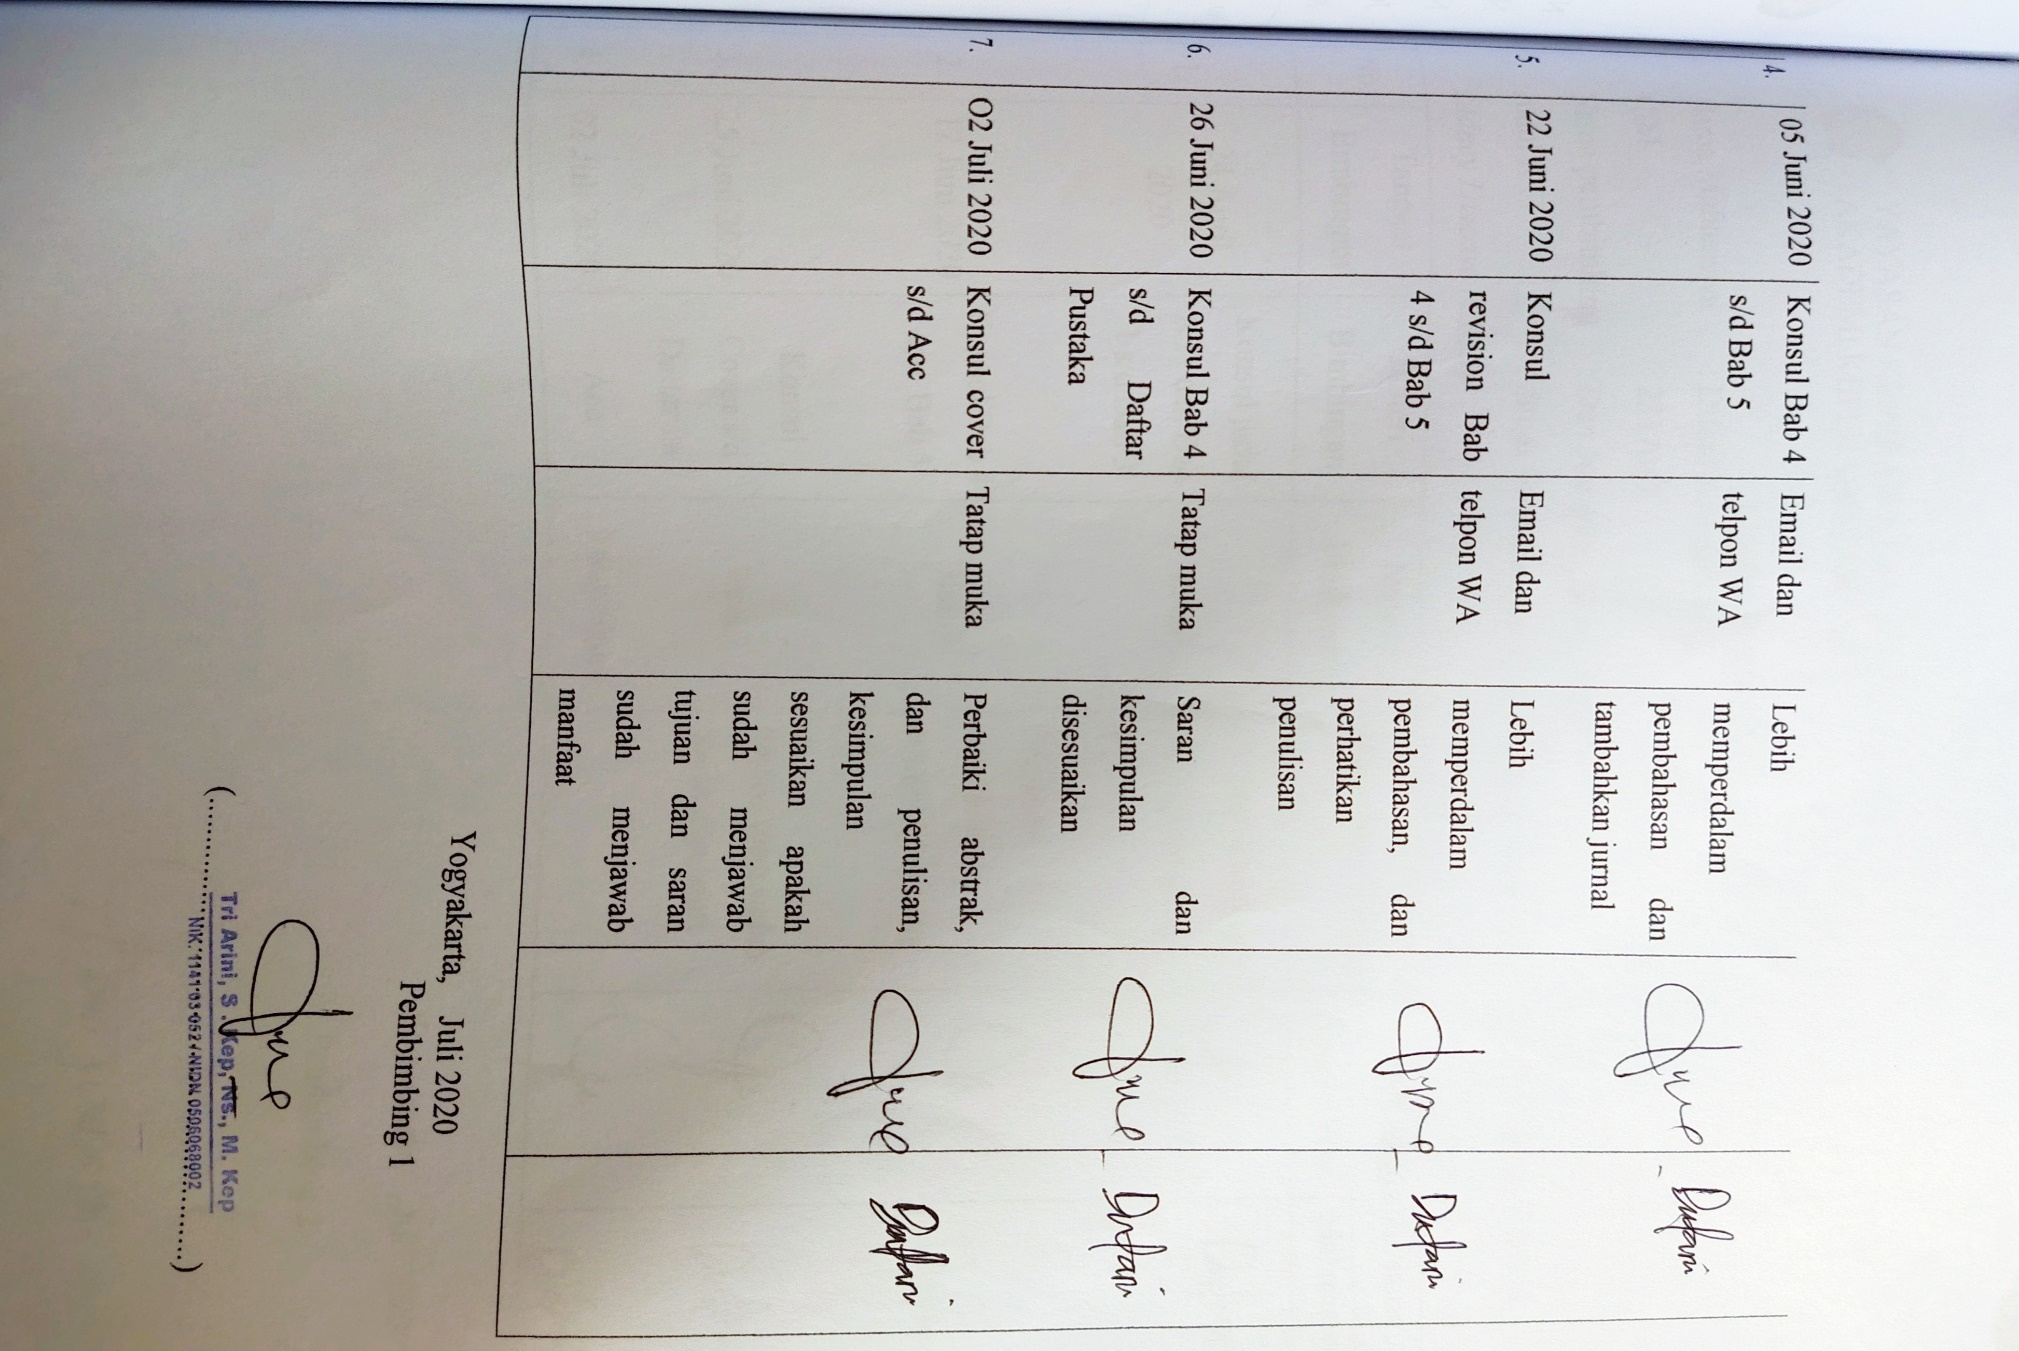 4. 05 Juni 2020 Konsul Bab 4 Email dan Lebih
s/d Bab 5 telpon WA memperdalam
pembahasan dan
tambahkan jurnal
5. 22 Juni 2020 Konsul Email dan Lebih
revision Bab telpon WA memperdalam
4 s/d Bab 5 pembahasan, dan
perhatikan
penulisan
6. 26 Juni 2020 Konsul Bab 4 Tatap muka Saran dan
s/d Daftar kesimpulan
Pustaka disesuaikan
7. O2 Juli 2020 Konsul cover Tatap muka Perbaiki abstrak,
s/d Acc dan penulisan,
kesimpulan
sesuaikan apakah
sudah menjawab
tujuan dan saran
sudah menjawab
manfaat
Yogyakarta, Juli 2020
Pembimbing 1
Tri Arini, S .Kep, Ns., M. Kep
(....................)